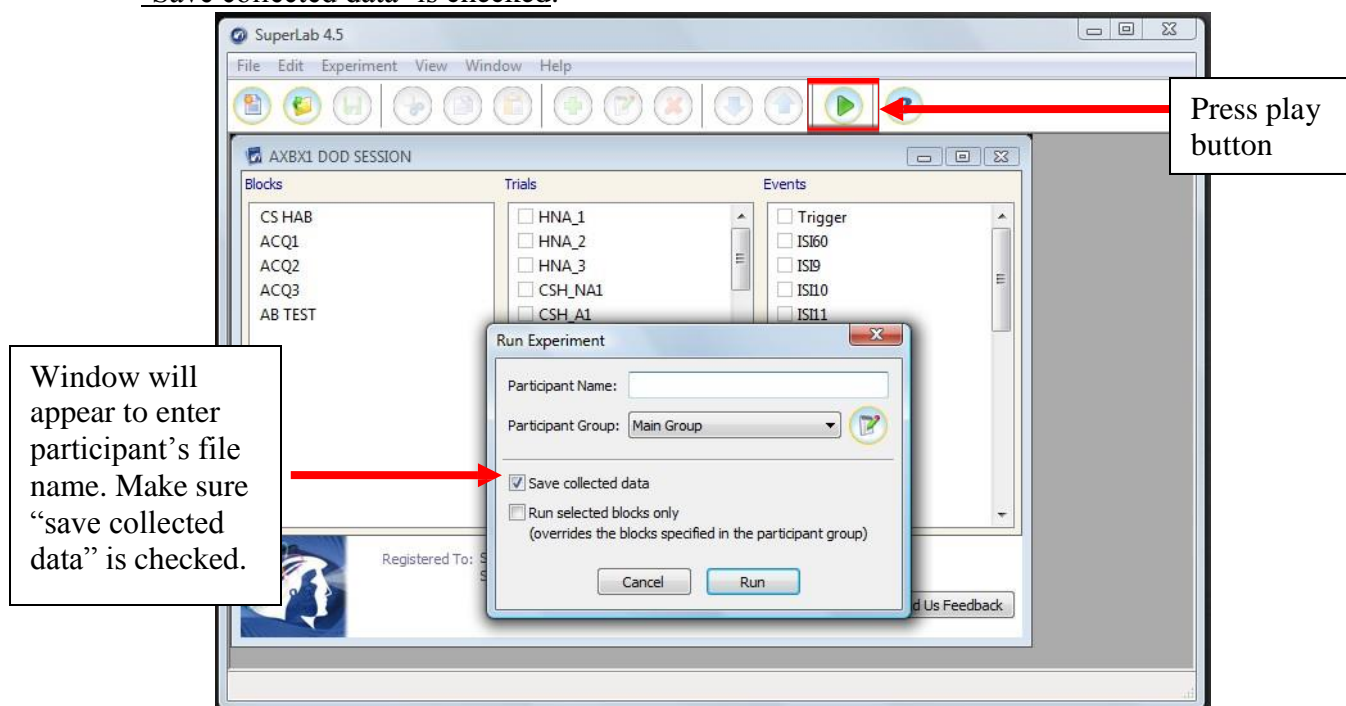 "Save collected data" is checked.
SuperLab 4.5
File Edit Experiment View Window Help
Press play
button
AXBX1 DOD SESSION
Blocks Trials Events
CS HAB
ACQ1
ACQ2
ACQ3
AB TEST
HNA_1
HNA_2
HNA_3
CSH_NA1
CSH_A1
Trigger
ISI60
ISI9
ISI10
ISI11
Window will
appear to enter
participant's file
name. Make sure
“save collected
data” is checked.
Run Experiment
Participant Name:
Participant Group: Main Group
Save collected data
Run selected blocks only
(overrides the blocks specified in the participant group)
Cancel Run
Registered To: S
S
d Us Feedback